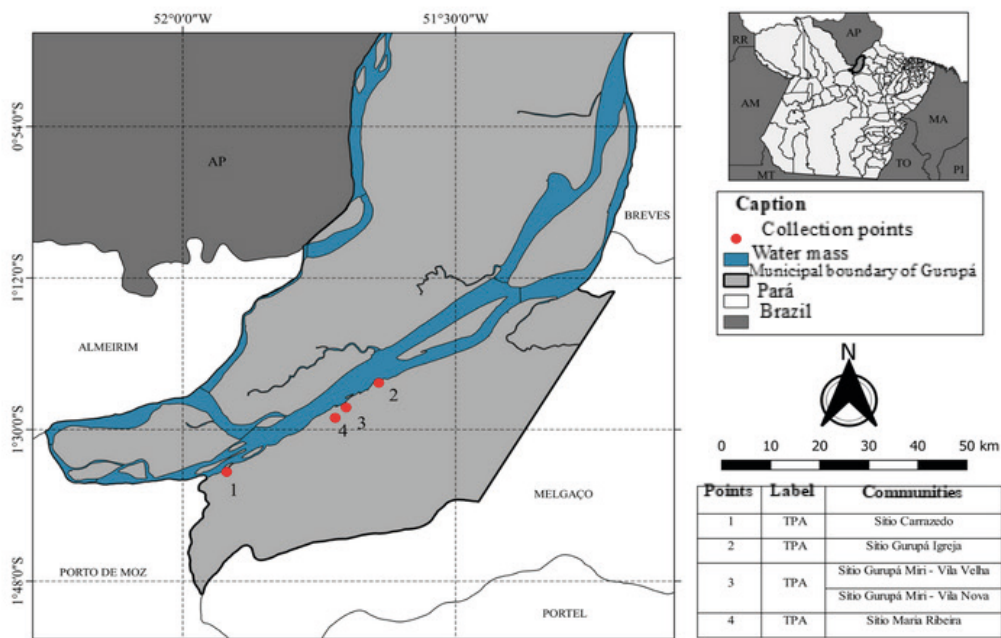 52°0'0"W 51°30'0"W
0°54'0"S
1°12'0"S
1°30'0"S
1°48'0"S
AP
BREVES
ALMEIRIM
2
3
4
1
MELGAÇO
PORTO DE MOZ
PORTEL
RR
AP
AM
MA
TO
PI
MT
Caption
Collection points
Water mass
Municipal boundary of Gurupá
Pará
Brazil
N
0 10 20 30 40 50 km
Points Label Communities
1 TPA Sítio Carrazedo
2 TPA Sítio Gurupá Igreja
3 TPA Sítio Gurupá Miri - Vila Velha
Sítio Gurupá Miri - Vila Nova
4 TPA Sítio Maria Ribeira